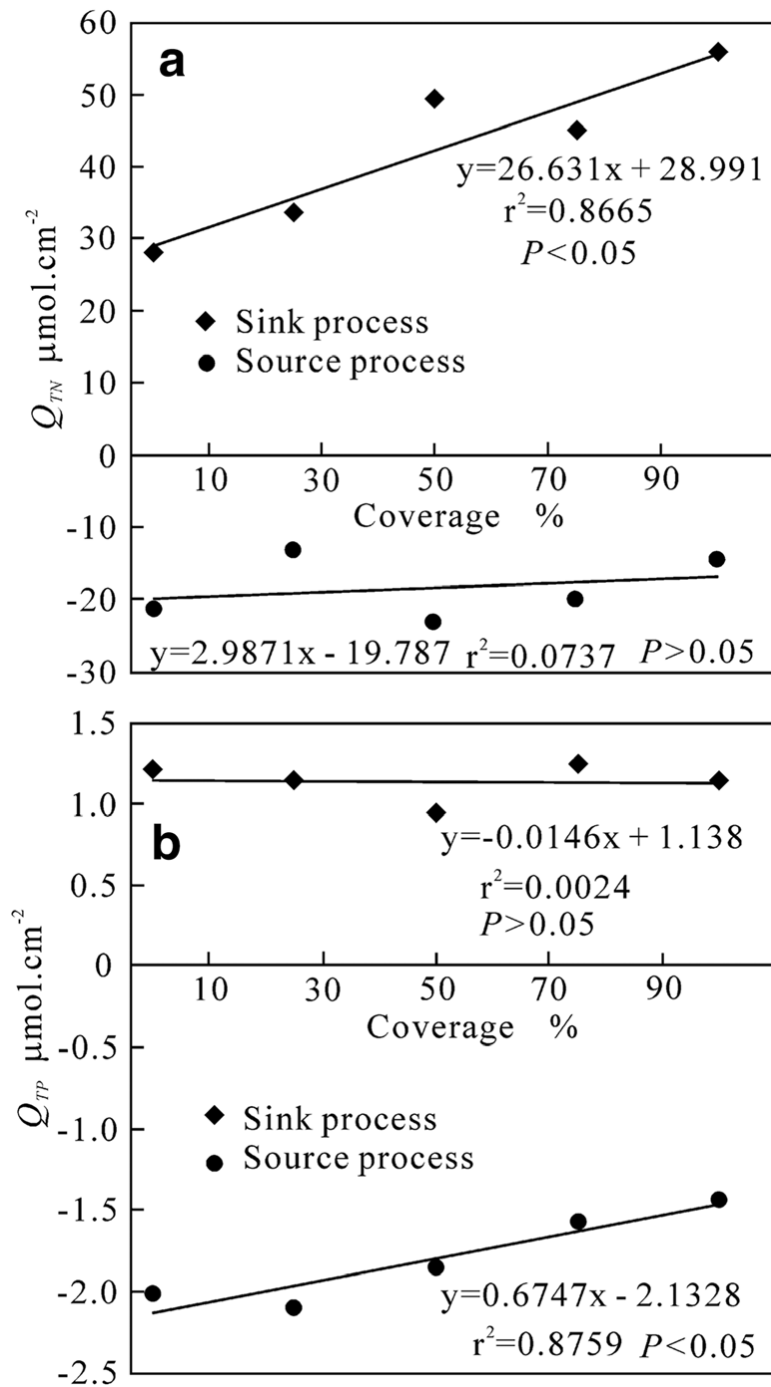 60
a
50
40
y=26.631x + 28.991
r²=0.8665
P<0.05
30
20
Sink process
Source process
10
0
Q_TN μmol.cm⁻²
10 30 50 70 90
Coverage %
-10
-20
y=2.9871x - 19.787 r²=0.0737 P>0.05
-30
1.5
1.0
b
y=-0.0146x + 1.138
r²=0.0024
P>0.05
0.5
0
10 30 50 70 90
Coverage %
Q_TP μmol.cm⁻²
-0.5
-1.0
Sink process
Source process
-1.5
-2.0
y=0.6747x - 2.1328
r²=0.8759 P<0.05
-2.5